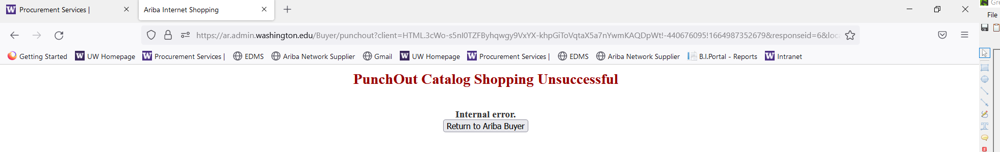 Procurement Services |
Ariba Internet Shopping
Gre
File
https://ar.admin.washington.edu/Buyer/punchout?client=HTML.3cWo-s5nI0TZFByhqwgy9VxYX-khpGiToVqtaX5a7nYwmKAQDpWt!-440676095!1664987352679&responseid=6&loca
Getting Started W UW Homepage W Procurement Services | EDMS Ariba Network Supplier Gmail W UW Homepage W Procurement Services | EDMS Ariba Network Supplier B.I.Portal - Reports W Intranet
PunchOut Catalog Shopping Unsuccessful
Internal error.
Return to Ariba Buyer